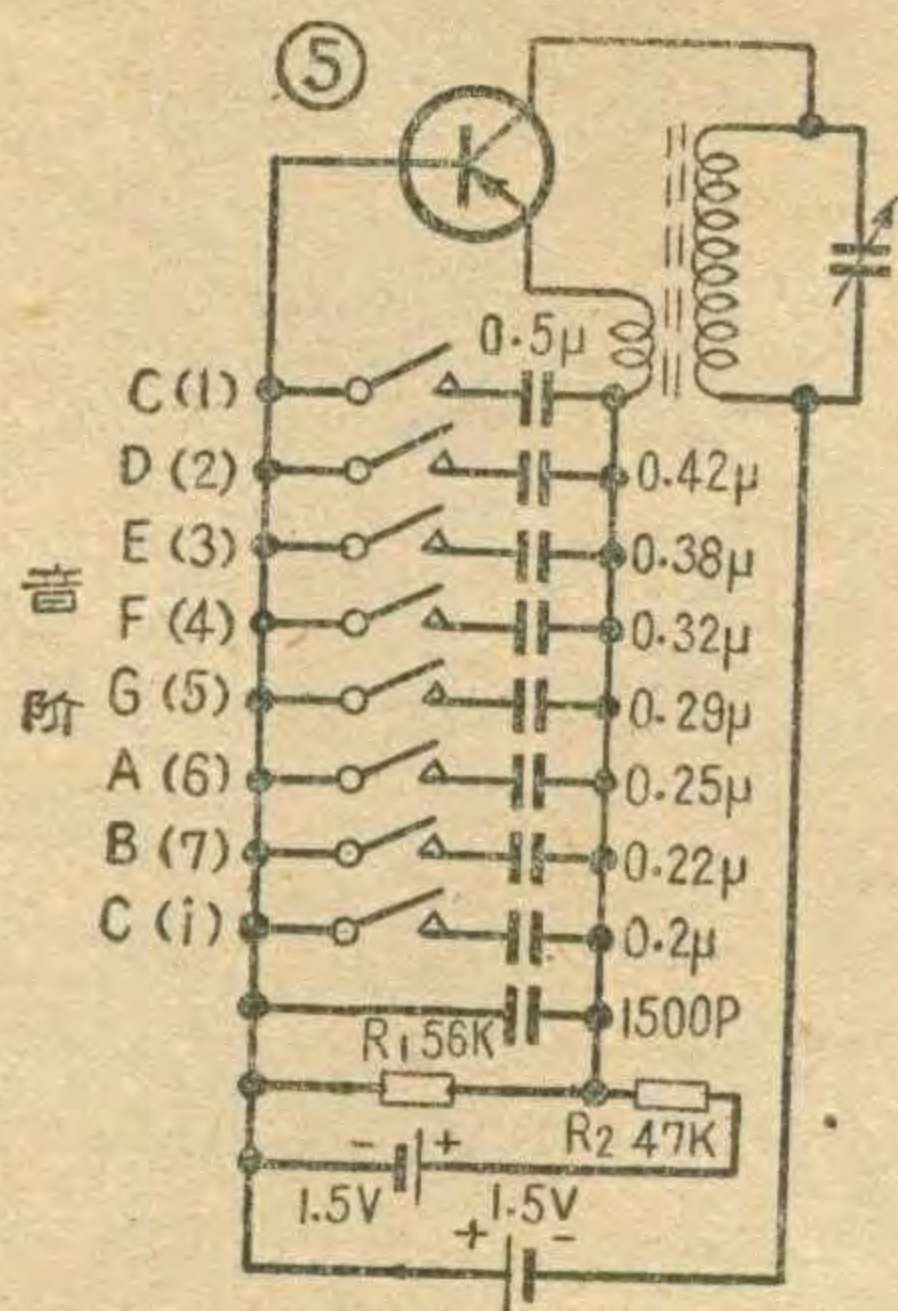 ⑤
0.5μ
C(1)
D(2) 0.42μ
E(3) 0.38μ
F(4) 0.32μ
G(5) 0.29μ
A(6) 0.25μ
B(7) 0.22μ
C(i) 0.2μ
音阶
1500P
R1 56K
R2 47K
- +
1.5V 1.5V
+ -